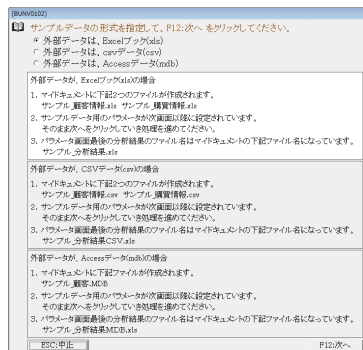 (BUNV0102)
サンプルデータの形式を指定して、F12:次へ をクリックしてください。
外部データは、Excelブック(xls)
外部データは、csvデータ(csv)
外部データは、Accessデータ(mdb)
外部データが、Excelブック(xls)の場合
1. マイドキュメントに下記2つのファイルが作成されます。
サンプル_顧客情報.xls サンプル_購買情報.xls
2. サンプルデータ用のパラメータが次画面以降に設定されています。
そのまま次へをクリックしていき処理を進めてください。
3. パラメータ画面最後の分析結果のファイル名はマイドキュメントの下記ファイル名になっています。
サンプル_分析結果.xls
外部データが、CSVデータ(csv)の場合
1. マイドキュメントに下記2つのファイルが作成されます。
サンプル_顧客情報.csv サンプル_購買情報.csv
2. サンプルデータ用のパラメータが次画面以降に設定されています。
そのまま次へをクリックしていき処理を進めてください。
3. パラメータ画面最後の分析結果のファイル名はマイドキュメントの下記ファイル名になっています。
サンプル_分析結果CSV.xls
外部データが、Accessデータ(mdb)の場合
1. マイドキュメントに下記ファイルが作成されます。
サンプル_顧客.MDB
2. サンプルデータ用のパラメータが次画面以降に設定されています。
そのまま次へをクリックしていき処理を進めてください。
3. パラメータ画面最後の分析結果のファイル名はマイドキュメントの下記ファイル名になっています。
サンプル_分析結果MDB.xls
ESC:中止 F12:次へ